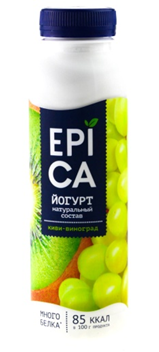 EPI
CA
ЙОГУРТ
натуральный
состав
киви-виноград
МНОГО
БЕЛКА*
85 ККАЛ
в 100 г продукта